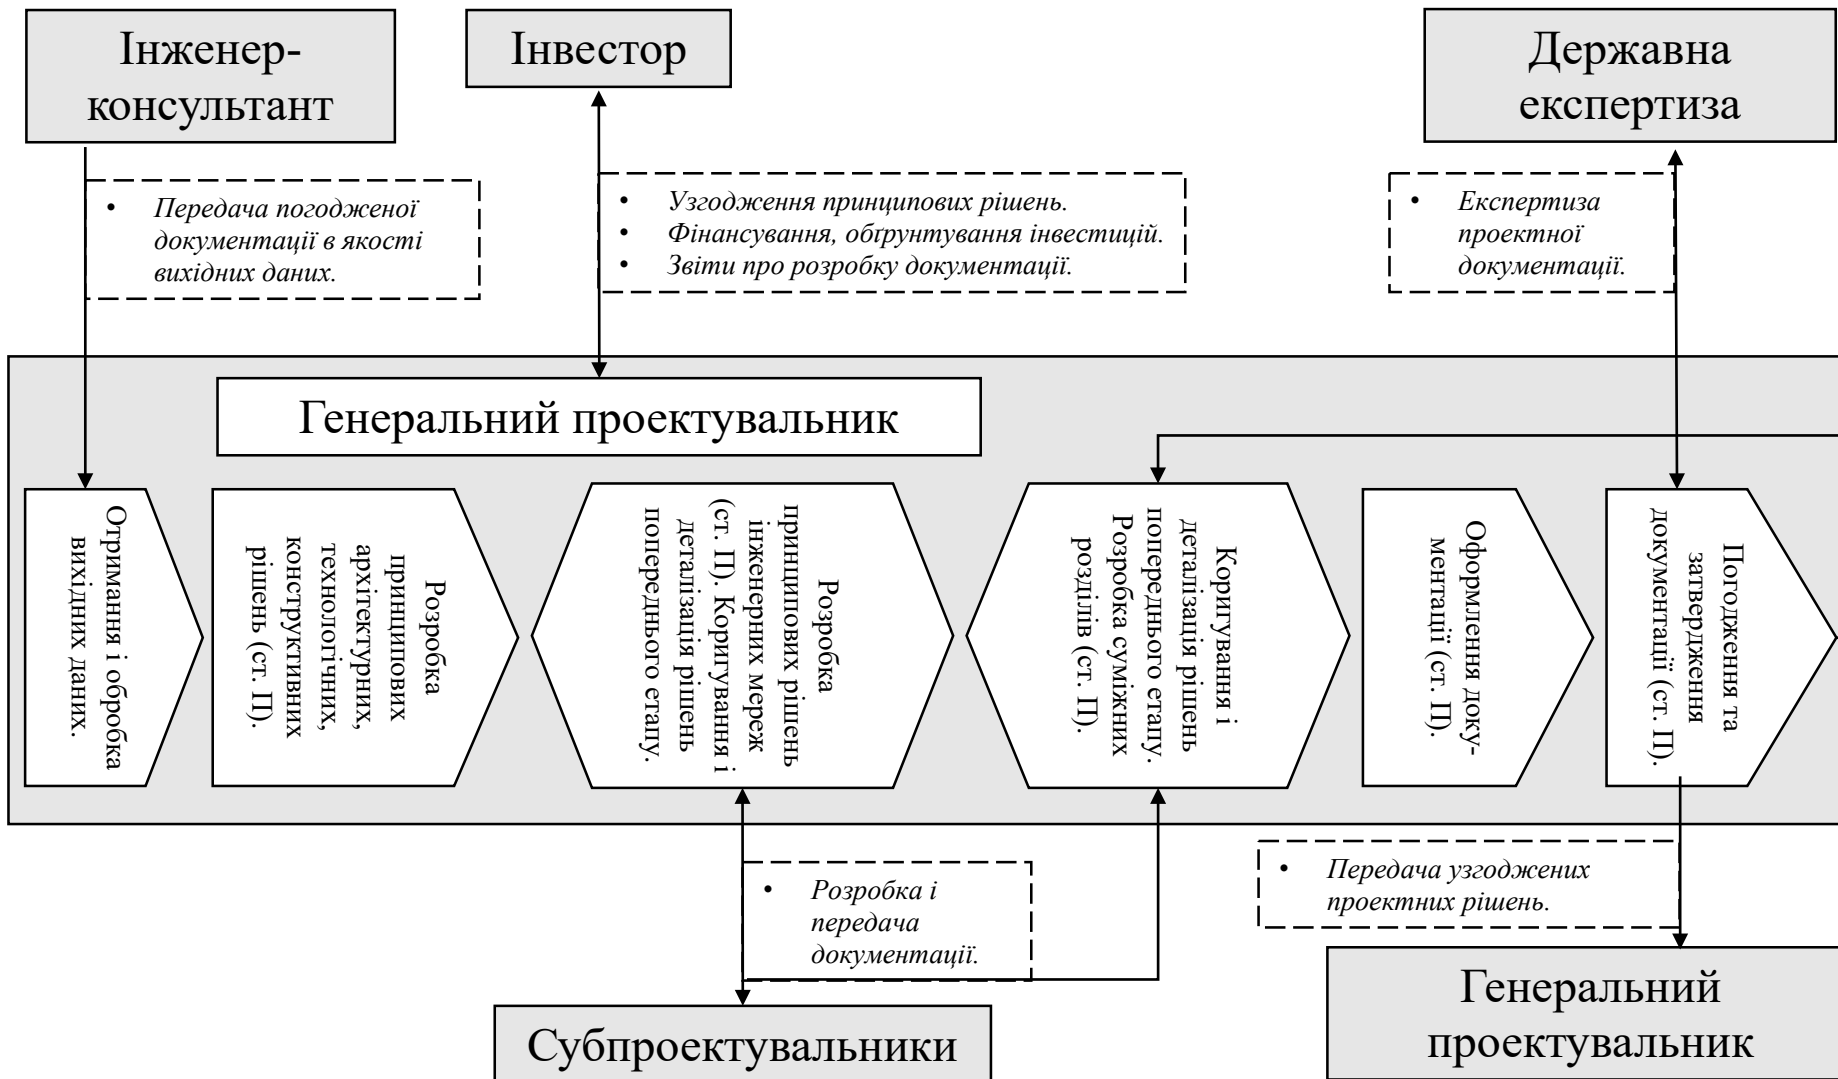 Інженер-
консультант
Інвестор
Державна
експертиза
• Передача погодженої
документації в якості
вихідних даних.
• Узгодження принципових рішень.
• Фінансування, обґрунтування інвестицій.
• Звіти про розробку документації.
• Експертиза
проектної
документації.
Генеральний проектувальник
Отримання і обробка
вихідних даних.
Розробка
принципових
архітектурних,
технологічних,
конструктивних
рішень (ст. П).
Розробка
принципових рішень
інженерних мереж
(ст. П). Коригування і
деталізація рішень
попереднього етапу.
Коригування і
деталізація рішень
попереднього етапу.
Розробка суміжних
розділів (ст. П).
Оформлення доку-
ментації (ст. П).
Погодження та
затвердження
документації (ст. П).
• Розробка і
передача
документації.
• Передача узгоджених
проектних рішень.
Субпроектувальники
Генеральний
проектувальник